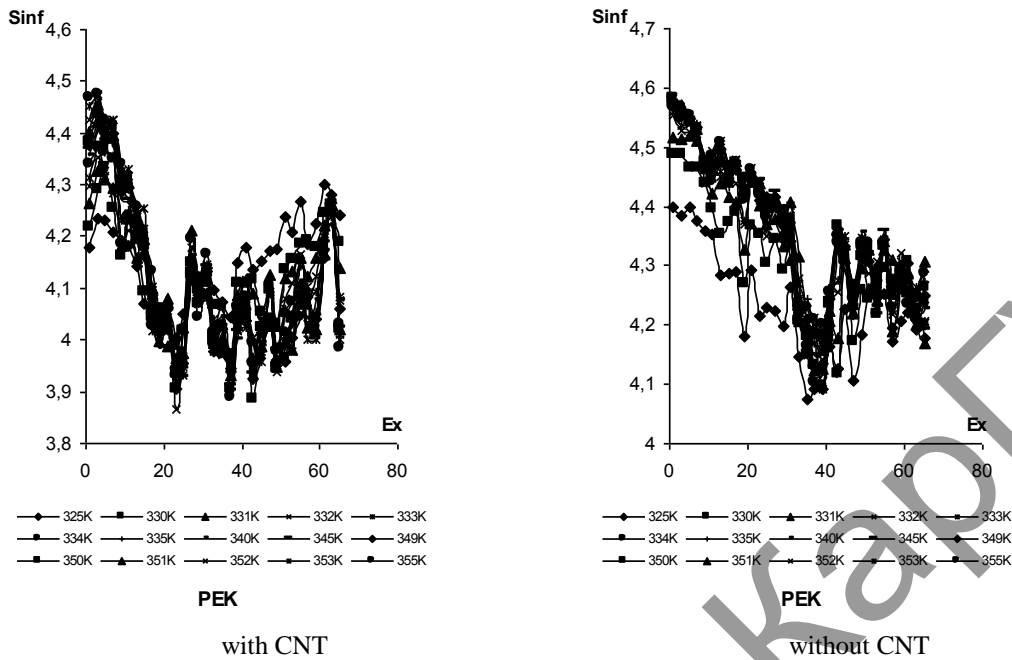 Sinf
4,6
4,5
4,4
4,3
4,2
4,1
4
3,9
3,8
Ex
0 20 40 60 80
325K 330K 331K 332K 333K
334K 335K 340K 345K 349K
350K 351K 352K 353K 355K
PEK
with CNT
Sinf
4,7
4,6
4,5
4,4
4,3
4,2
4,1
4
Ex
0 20 40 60 80
325K 330K 331K 332K 333K
334K 335K 340K 345K 349K
350K 351K 352K 353K 355K
PEK
without CNT